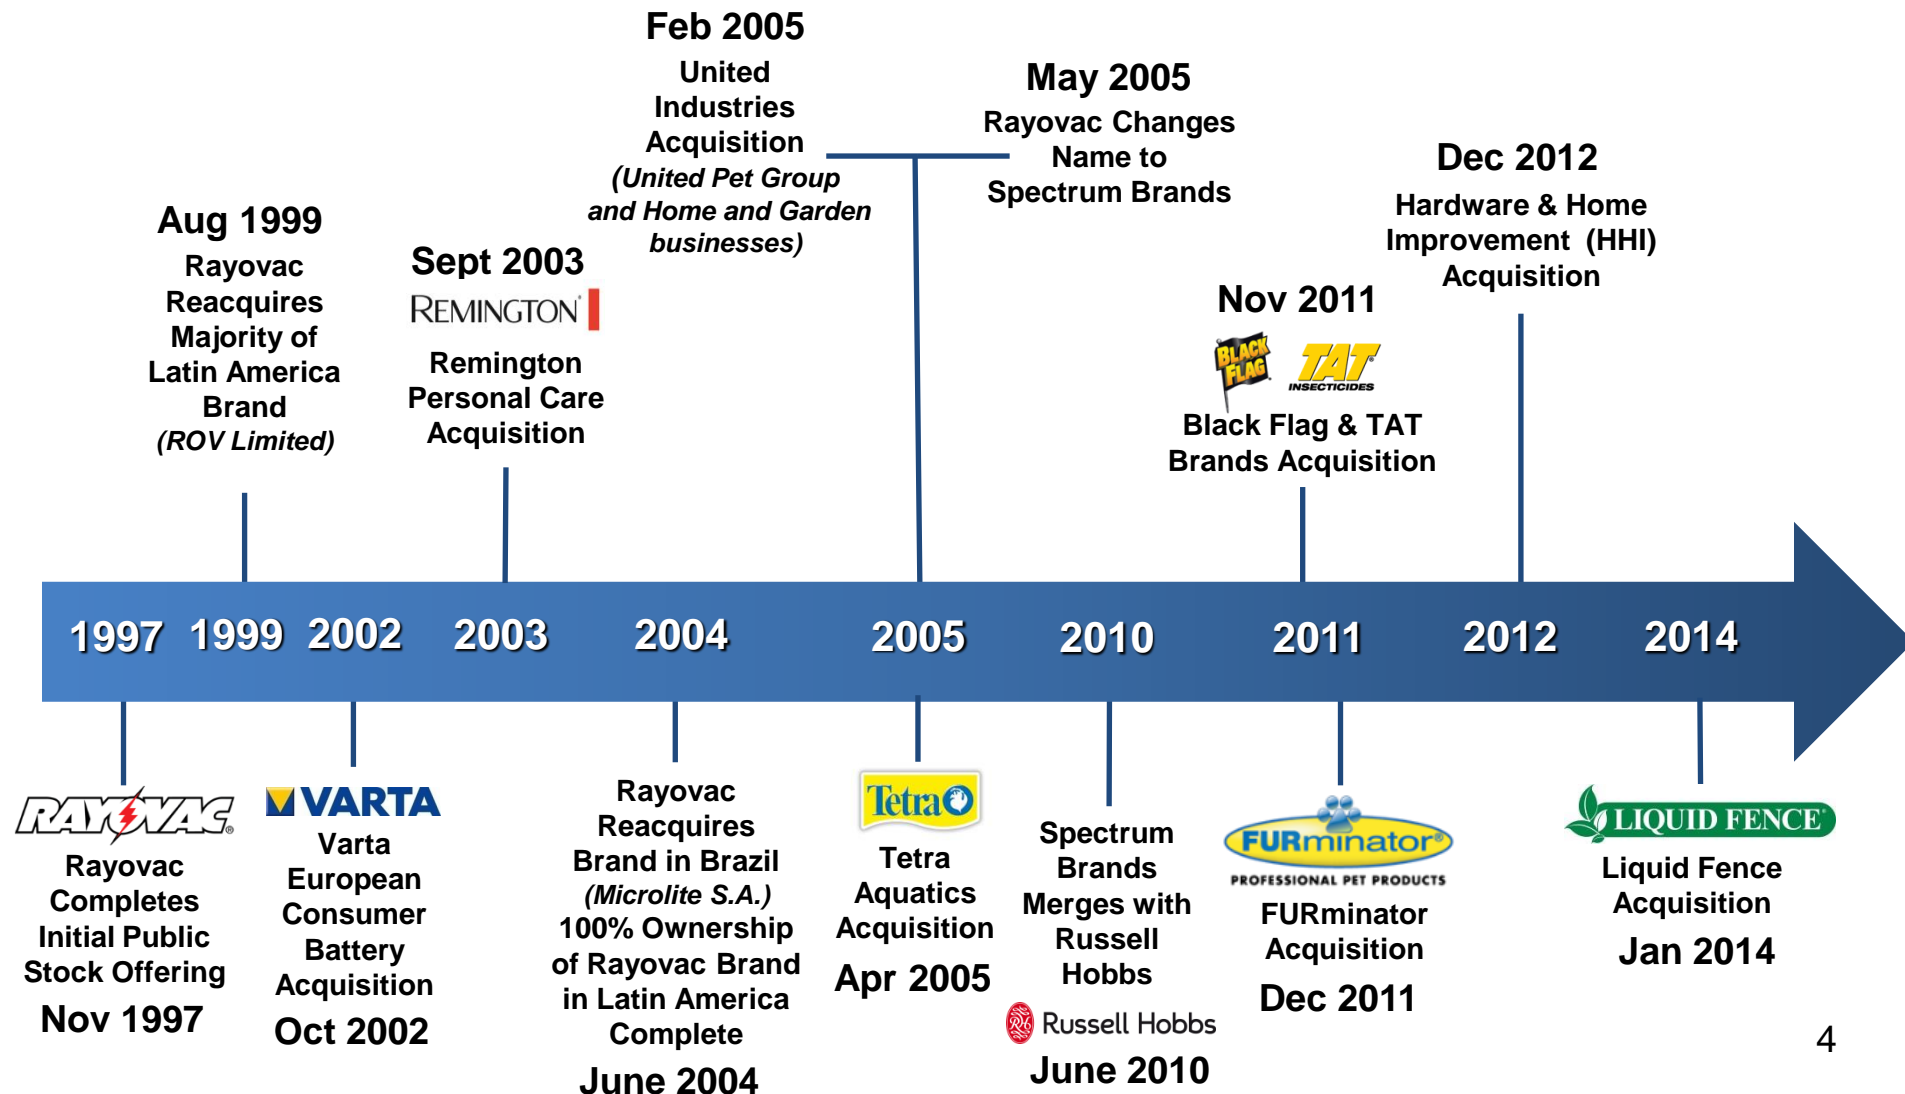 Feb 2005
United
Industries
Acquisition
(United Pet Group
and Home and Garden
businesses)
May 2005
Rayovac Changes
Name to
Spectrum Brands
Dec 2012
Hardware & Home
Improvement (HHI)
Acquisition
Aug 1999
Rayovac
Reacquires
Majority of
Latin America
Brand
(ROV Limited)
Sept 2003
REMINGTON
Remington
Personal Care
Acquisition
Nov 2011
BLACK
FLAG
TAT
INSECTICIDES
Black Flag & TAT
Brands Acquisition
1997 1999 2002 2003 2004 2005 2010 2011 2012 2014
RAYOVAC
Rayovac
Completes
Initial Public
Stock Offering
Nov 1997
VARTA
Varta
European
Consumer
Battery
Acquisition
Oct 2002
Rayovac
Reacquires
Brand in Brazil
(Microlite S.A.)
100% Ownership
of Rayovac Brand
in Latin America
Complete
June 2004
Tetra
Tetra
Aquatics
Acquisition
Apr 2005
Spectrum
Brands
Merges with
Russell
Hobbs
Rh Russell Hobbs
June 2010
FURminator®
PROFESSIONAL PET PRODUCTS
FURminator
Acquisition
Dec 2011
LIQUID FENCE
Liquid Fence
Acquisition
Jan 2014
4